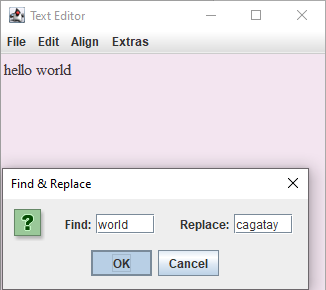 Text Editor
File Edit Align Extras
hello world
Find & Replace
Find: world Replace: cagatay
OK Cancel